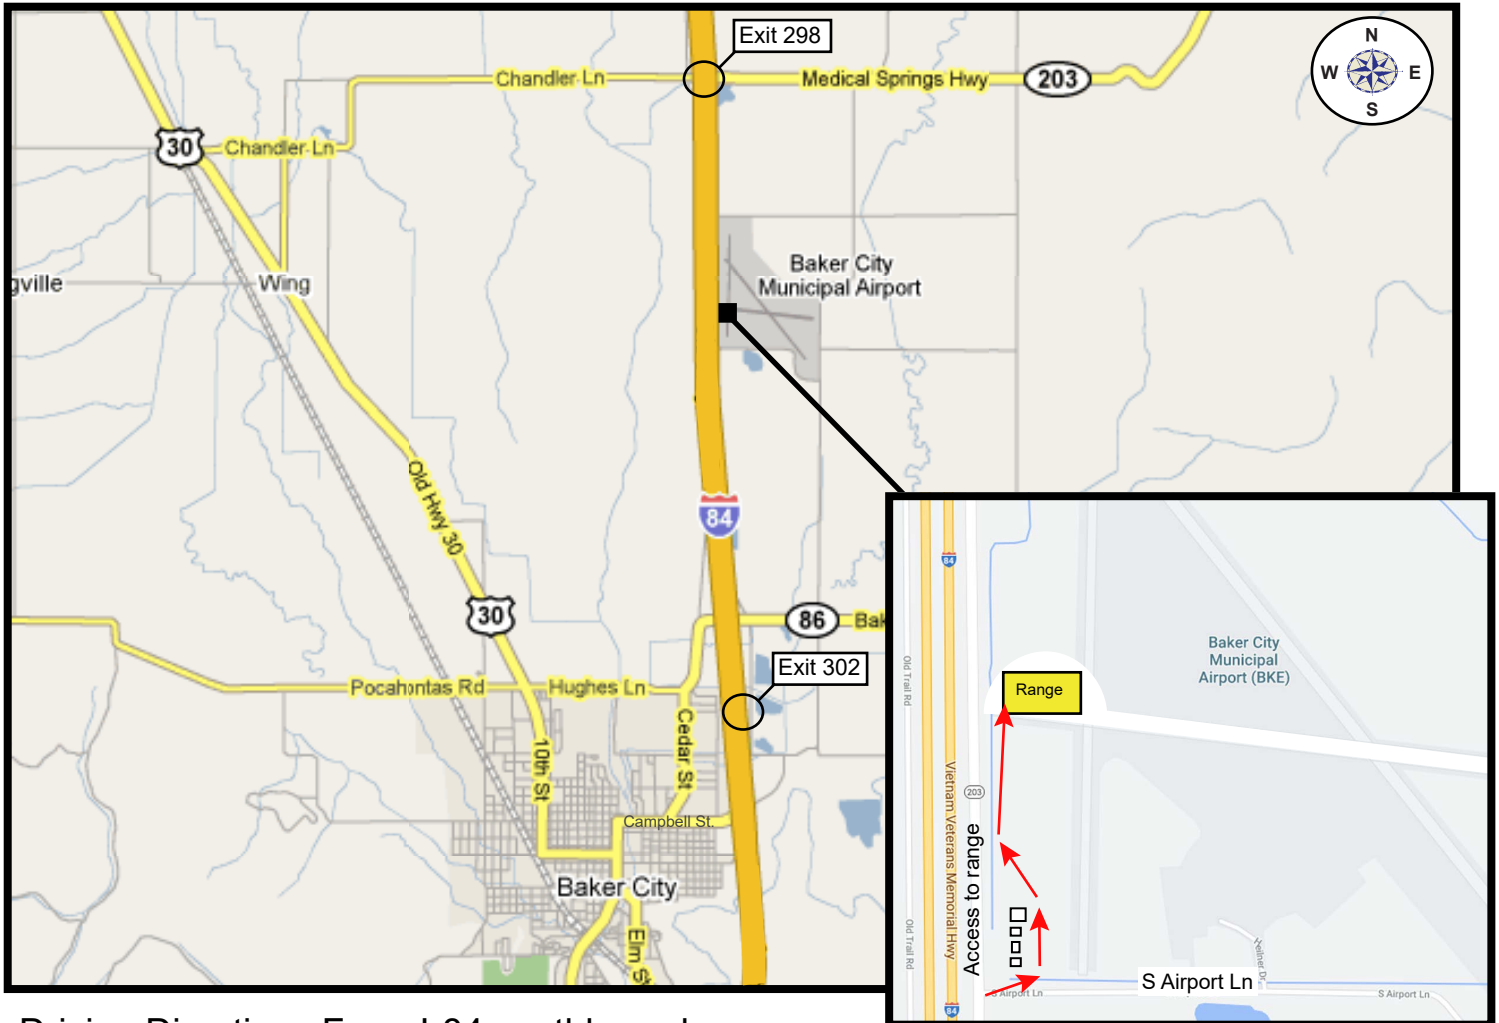 Exit 298
N
W E
S
Chandler Ln
Medical Springs Hwy
203
30
Chandler Ln
Baker City
Municipal Airport
gville
Wing
Old Hwy 30
84
30
86
Bak
Exit 302
Pocahontas Rd
Hughes Ln
Cedar St
10th St
Campbell St.
Baker City
Elm S
84
Baker City
Municipal
Airport (BKE)
Old Trail Rd
Range
Vietnam Veterans Memorial Hwy
203
Access to range
Old Trail Rd
S Airport Ln
S Airport Ln
S Airport Ln
84